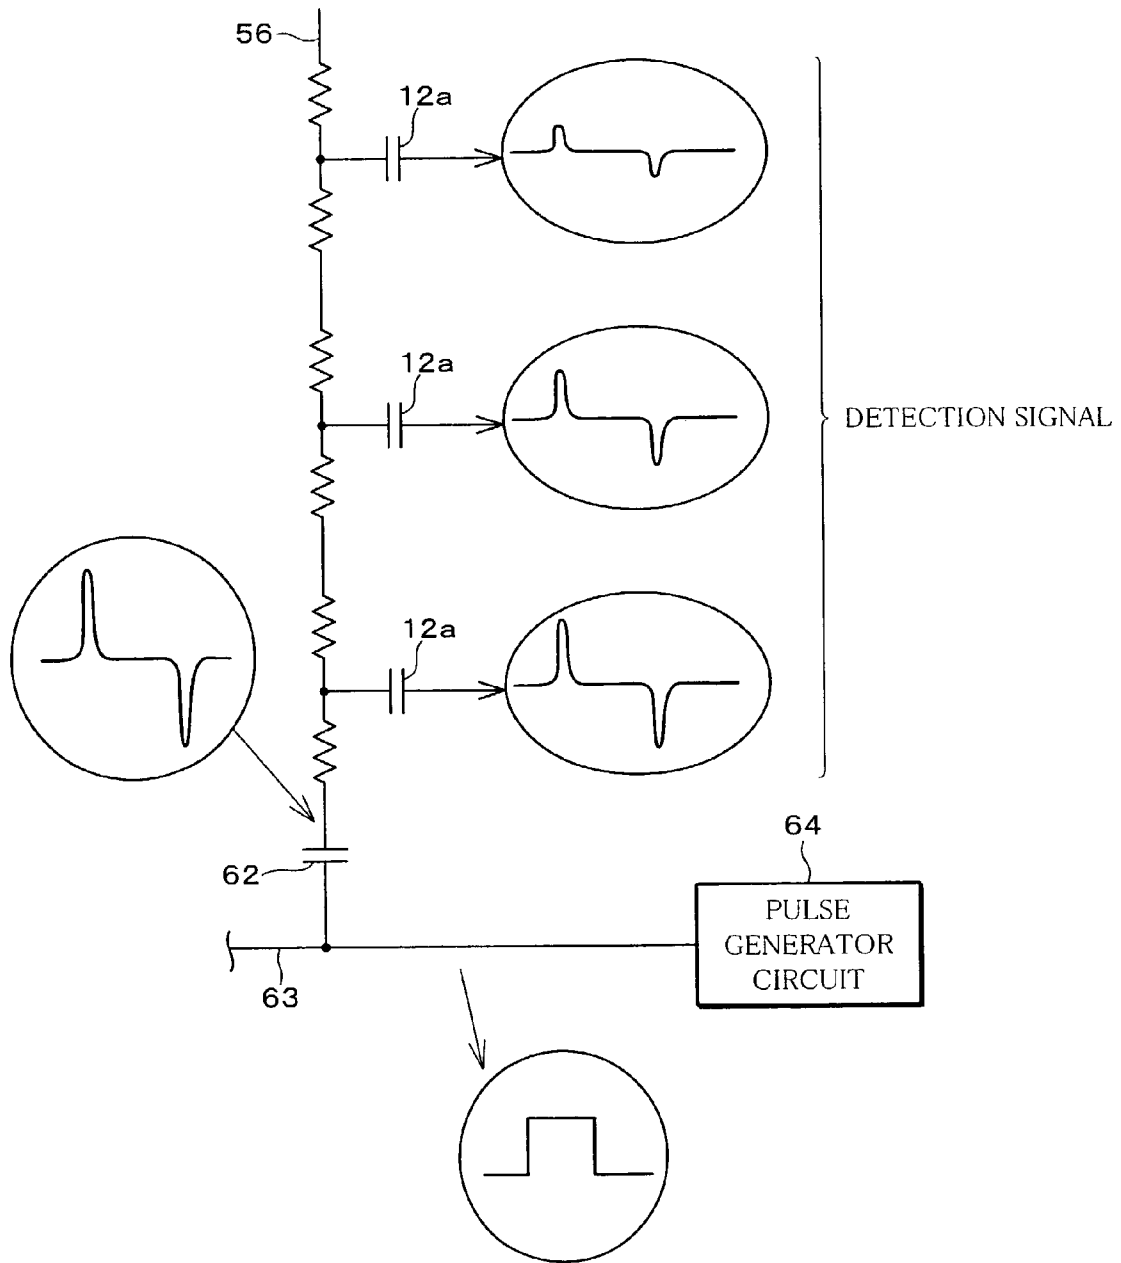 56
12a
12a
DETECTION SIGNAL
12a
64
62
PULSE
GENERATOR
CIRCUIT
63